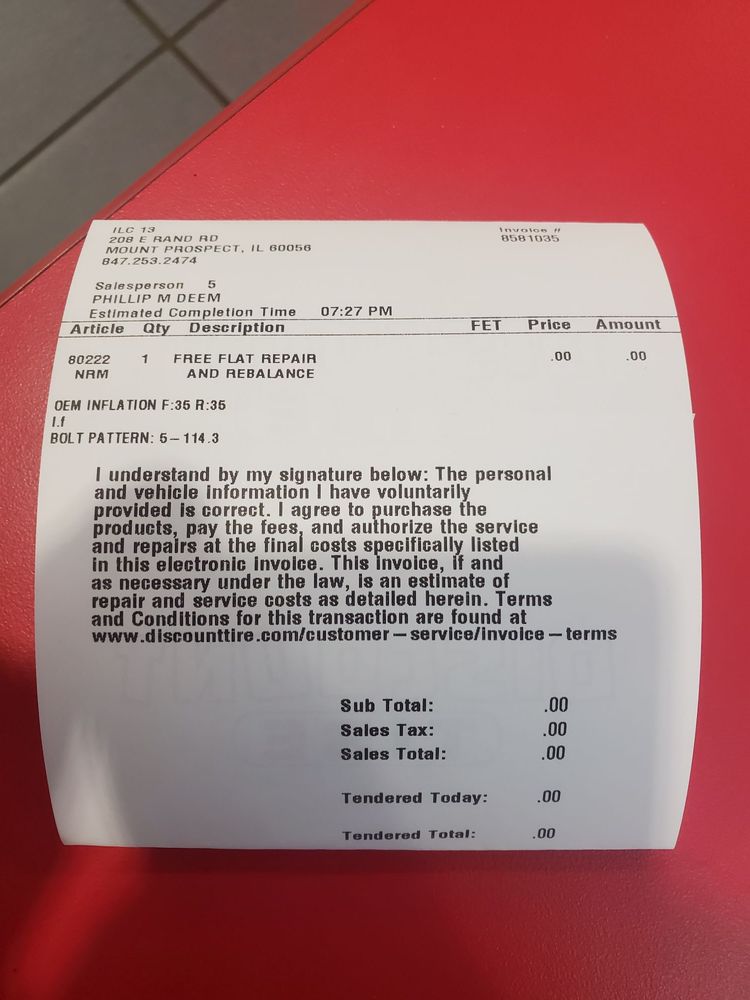 ILC 13
208 E RAND RD
MOUNT PROSPECT, IL 60056
847.253.2474
Invoice #
8581035
Salesperson 5
PHILLIP M DEEM
Estimated Completion Time 07:27 PM
Article Qty Description FET Price Amount
80222 1 FREE FLAT REPAIR .00 .00
NRM AND REBALANCE
OEM INFLATION F:35 R:35
l.f
BOLT PATTERN: 5-114.3
I understand by my signature below: The personal
and vehicle information I have voluntarily
provided is correct. I agree to purchase the
products, pay the fees, and authorize the service
and repairs at the final costs specifically listed
in this electronic invoice. This invoice, if and
as necessary under the law, is an estimate of
repair and service costs as detailed herein. Terms
and Conditions for this transaction are found at
www.discounttire.com/customer-service/invoice-terms
Sub Total: .00
Sales Tax: .00
Sales Total: .00
Tendered Today: .00
Tendered Total: .00